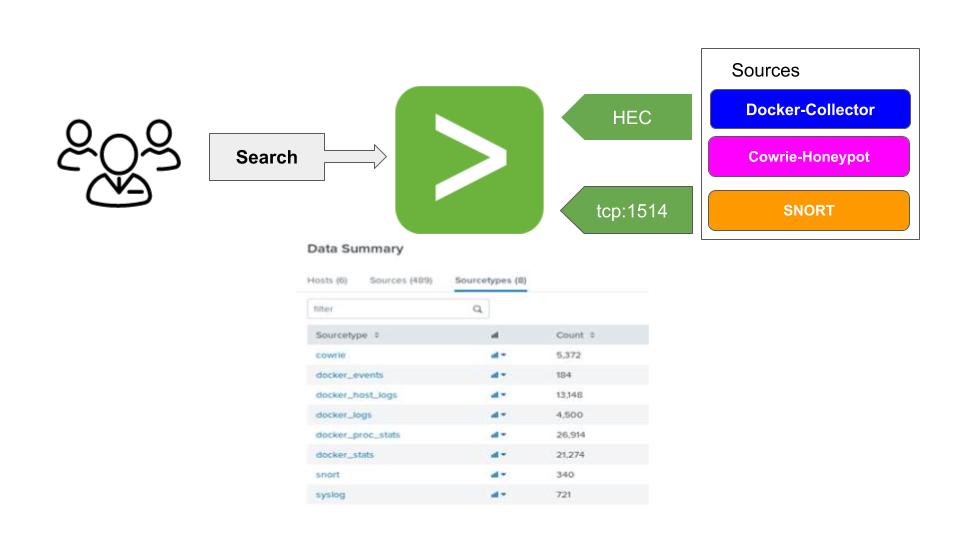 Sources
Docker-Collector
HEC
Cowrie-Honeypot
Search
>
SNORT
tcp:1514
Data Summary
Hosts (6) Sources (489) Sourcetypes (8)
filter
Sourcetype Count
cowrie 5,372
docker_events 184
docker_host_logs 13,148
docker_logs 4,500
docker_proc_stats 26,914
docker_stats 21,274
snort 340
syslog 721